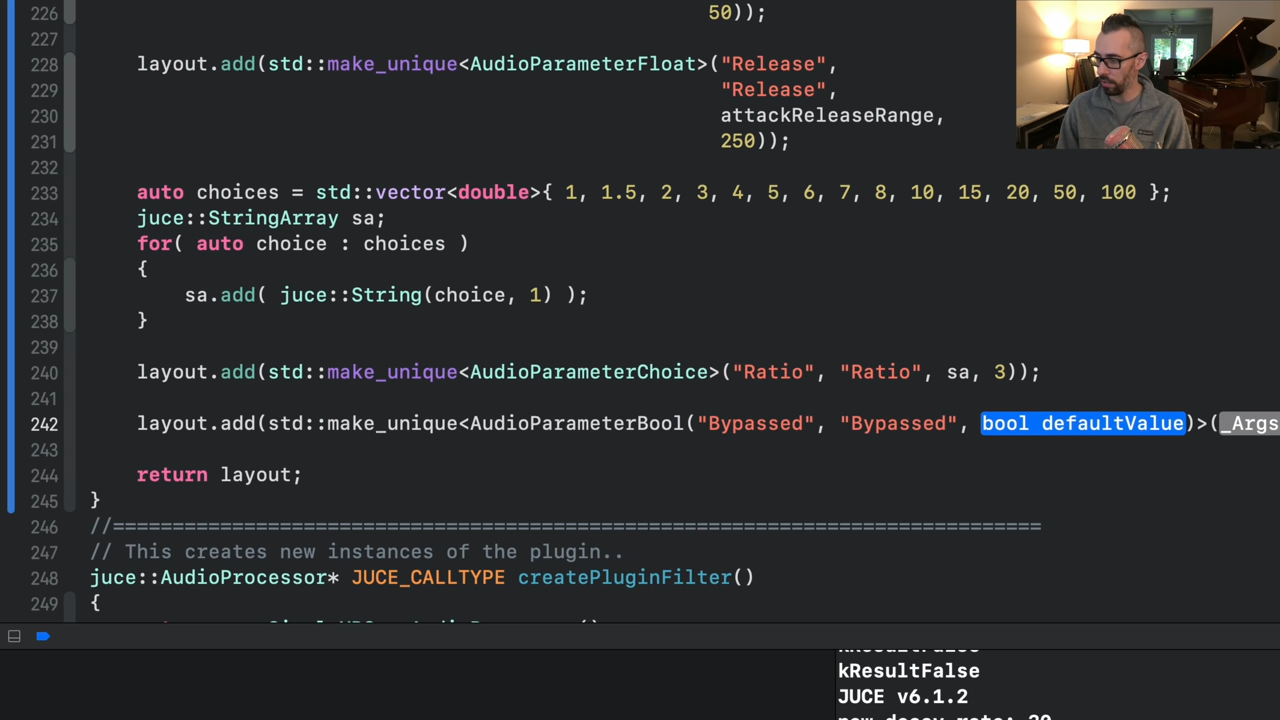 226 50));
227
228 layout.add(std::make_unique<AudioParameterFloat>("Release",
229 "Release",
230 attackReleaseRange,
231 250));
232
233 auto choices = std::vector<double>{ 1, 1.5, 2, 3, 4, 5, 6, 7, 8, 10, 15, 20, 50, 100 };
234 juce::StringArray sa;
235 for( auto choice : choices )
236 {
237 sa.add( juce::String(choice, 1) );
238 }
239
240 layout.add(std::make_unique<AudioParameterChoice>("Ratio", "Ratio", sa, 3));
241
242 layout.add(std::make_unique<AudioParameterBool("Bypassed", "Bypassed", bool defaultValue)>(_Args
243
244 return layout;
245 }
246 //==============================================================================
247 // This creates new instances of the plugin..
248 juce::AudioProcessor* JUCE_CALLTYPE createPluginFilter()
249 {
kResultFalse
kResultFalse
JUCE v6.1.2